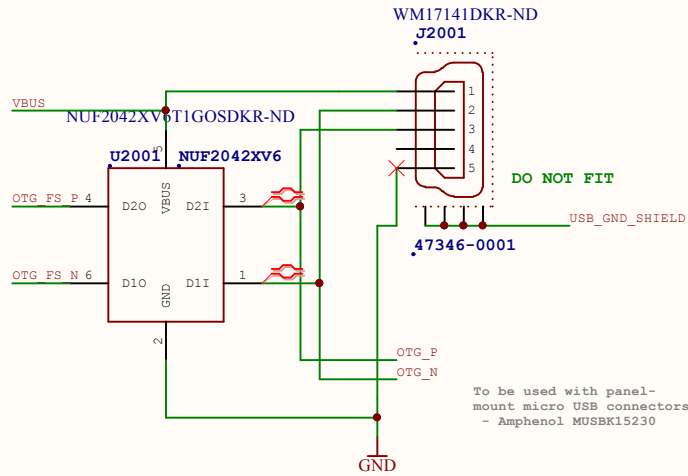 WM17141DKR-ND
J2001
VBUS
NUF2042XV6T1GOSDKR-ND
U2001 NUF2042XV6
1
2
3
4
5
DO NOT FIT
5
VBUS
OTG_FS_P 4 D2O D2I 3
USB_GND_SHIELD
47346-0001
OTG_FS_N 6 D1O D1I 1
GND
2
OTG_P
OTG_N
To be used with panel-
mount micro USB connectors
- Amphenol MUSBK15230
GND